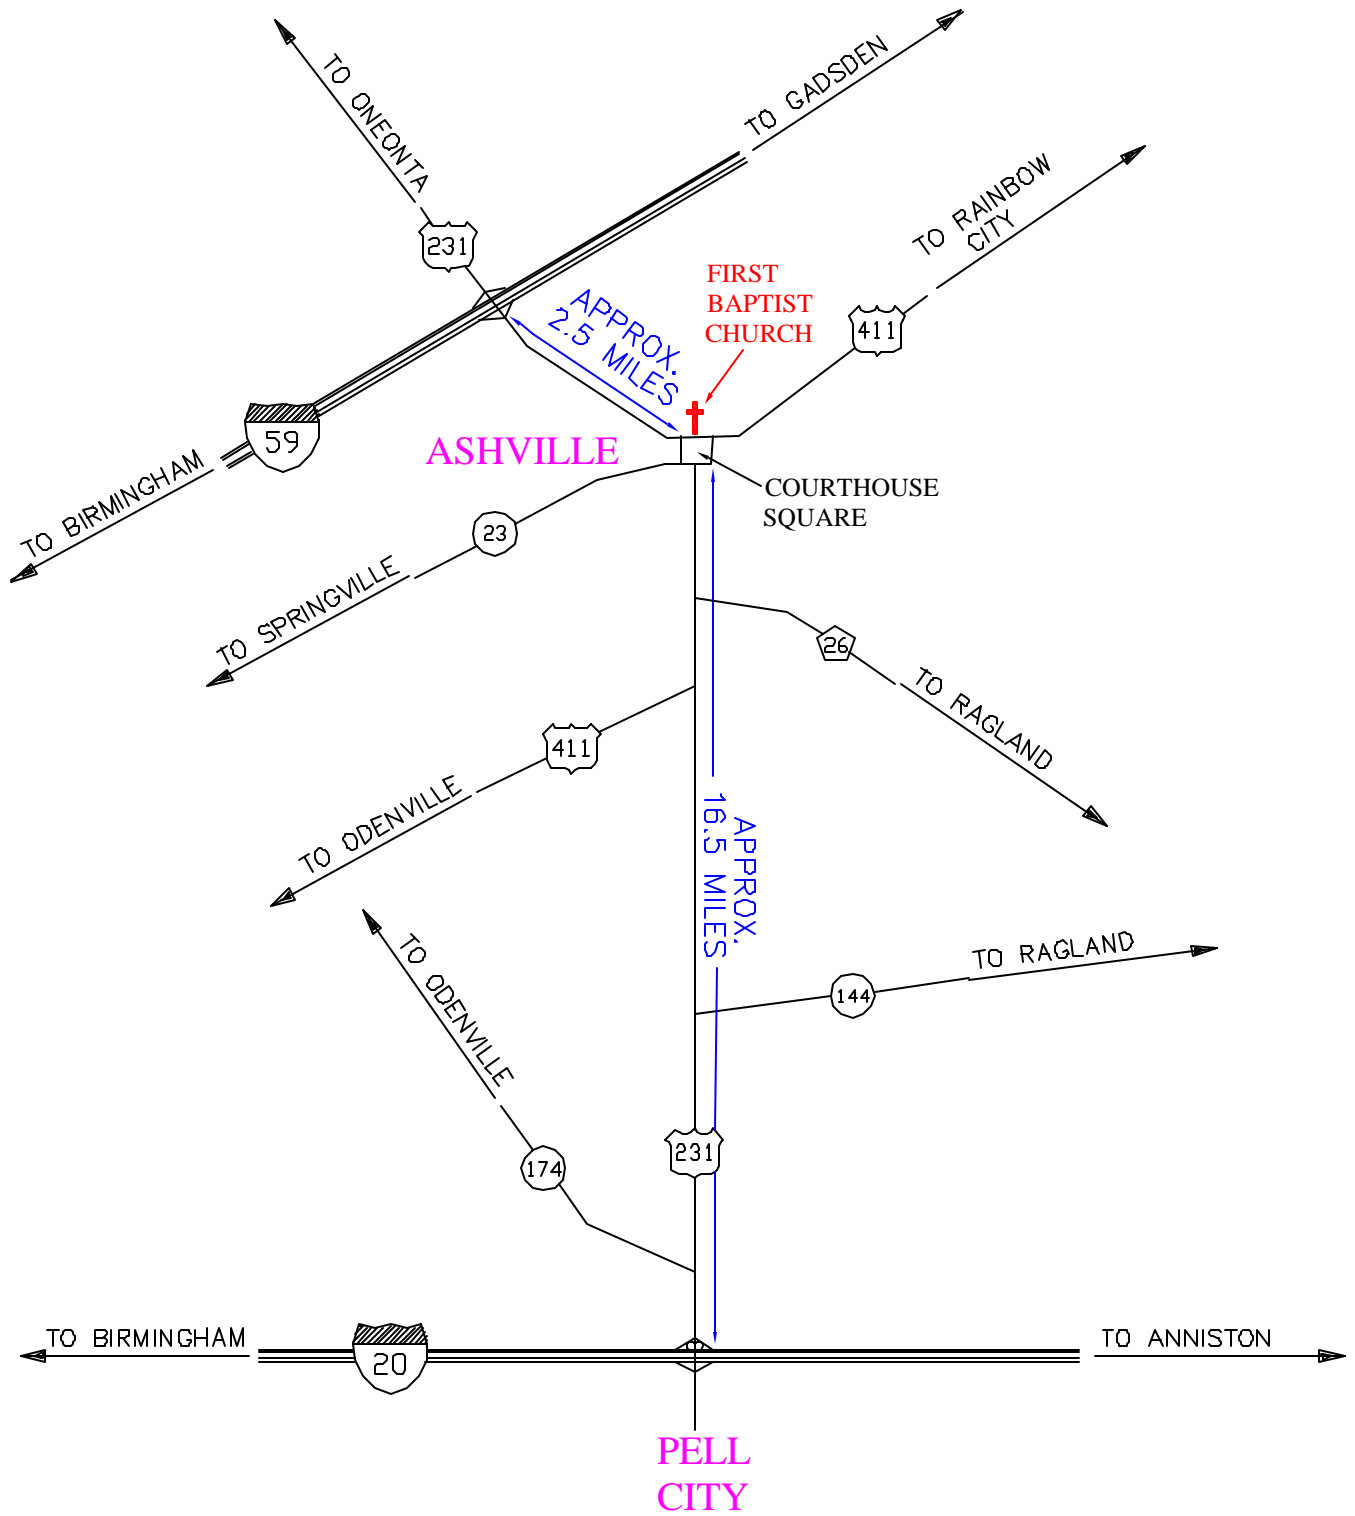 TO ONEONTA
TO GADSDEN
TO RAINBOW
CITY
231
FIRST
BAPTIST
CHURCH
APPROX.
2.5 MILES
411
59
ASHVILLE
TO BIRMINGHAM
COURTHOUSE
SQUARE
23
TO SPRINGVILLE
26
TO RAGLAND
411
TO ODENVILLE
APPROX.
16.5 MILES
TO RAGLAND
144
TO ODENVILLE
231
174
TO BIRMINGHAM
20
TO ANNISTON
PELL
CITY